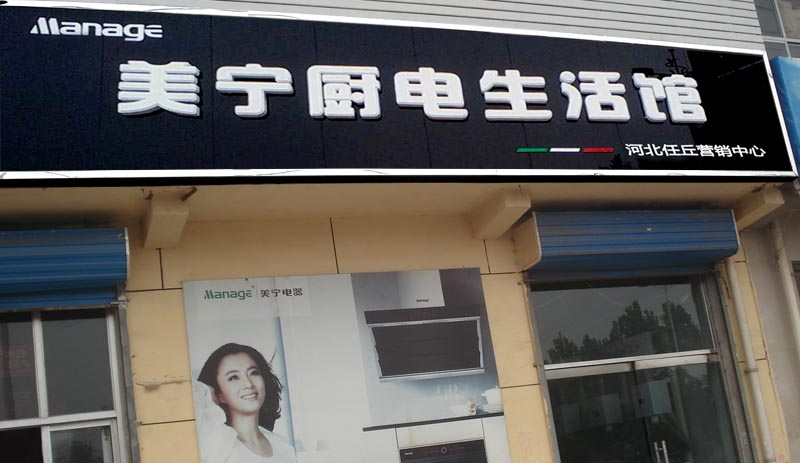 Manage
美宁厨电生活馆
河北任丘营销中心
Manage 美宁电器
manage